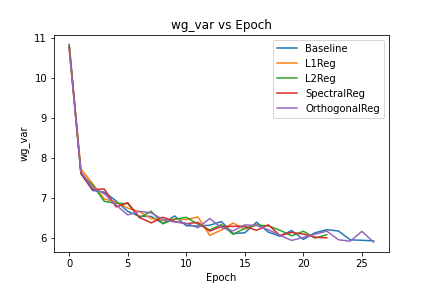 wg_var vs Epoch
11
10
9
8
7
6
wg_var
Baseline
L1Reg
L2Reg
SpectralReg
OrthogonalReg
0 5 10 15 20 25
Epoch